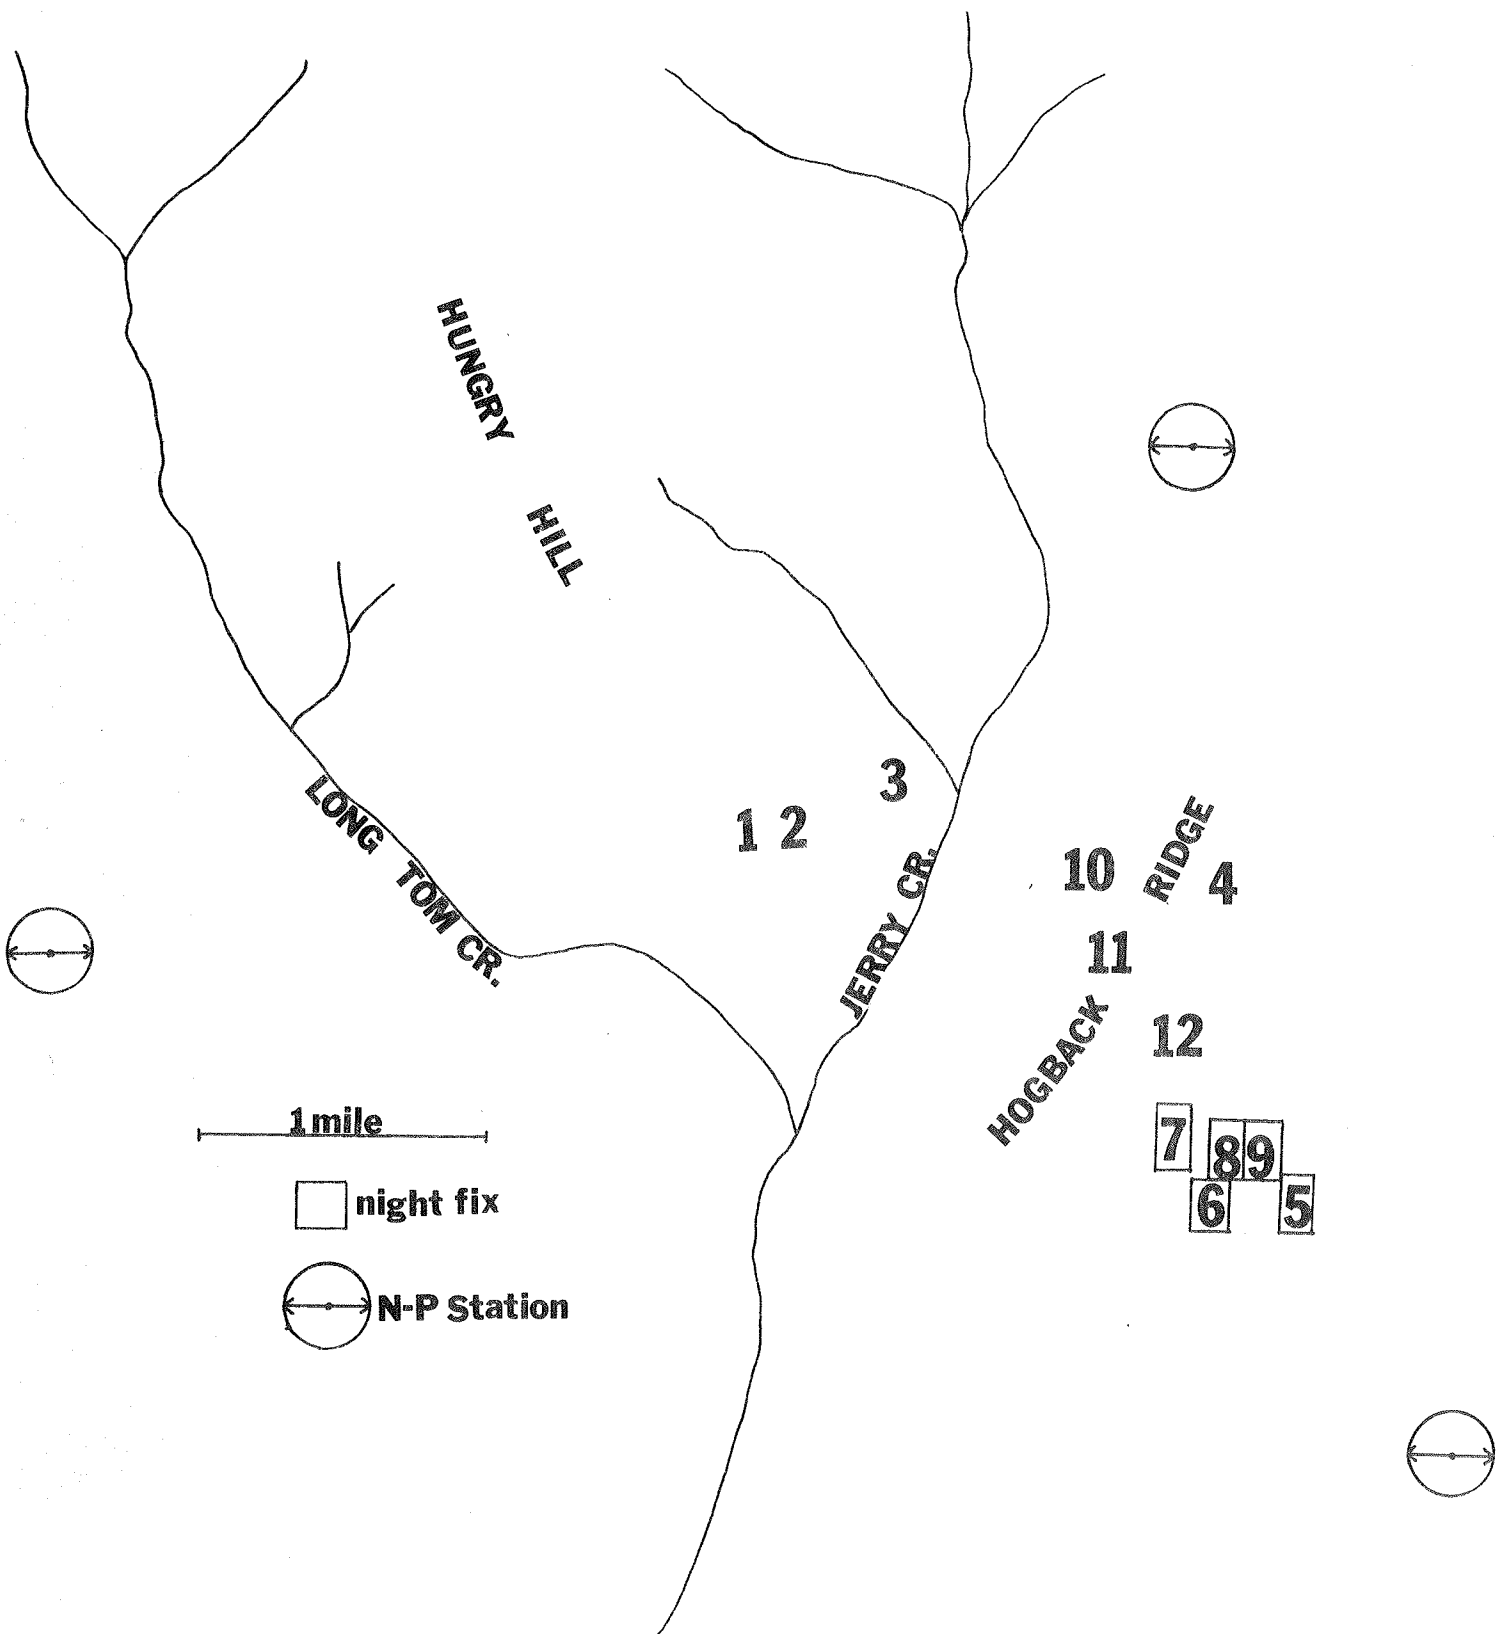 HUNGRY
HILL
3
1 2
LONG TOM CR.
JERRY CR.
10
RIDGE
4
11
HOGBACK
12
7
8 9
6
5
1 mile
night fix
N-P Station